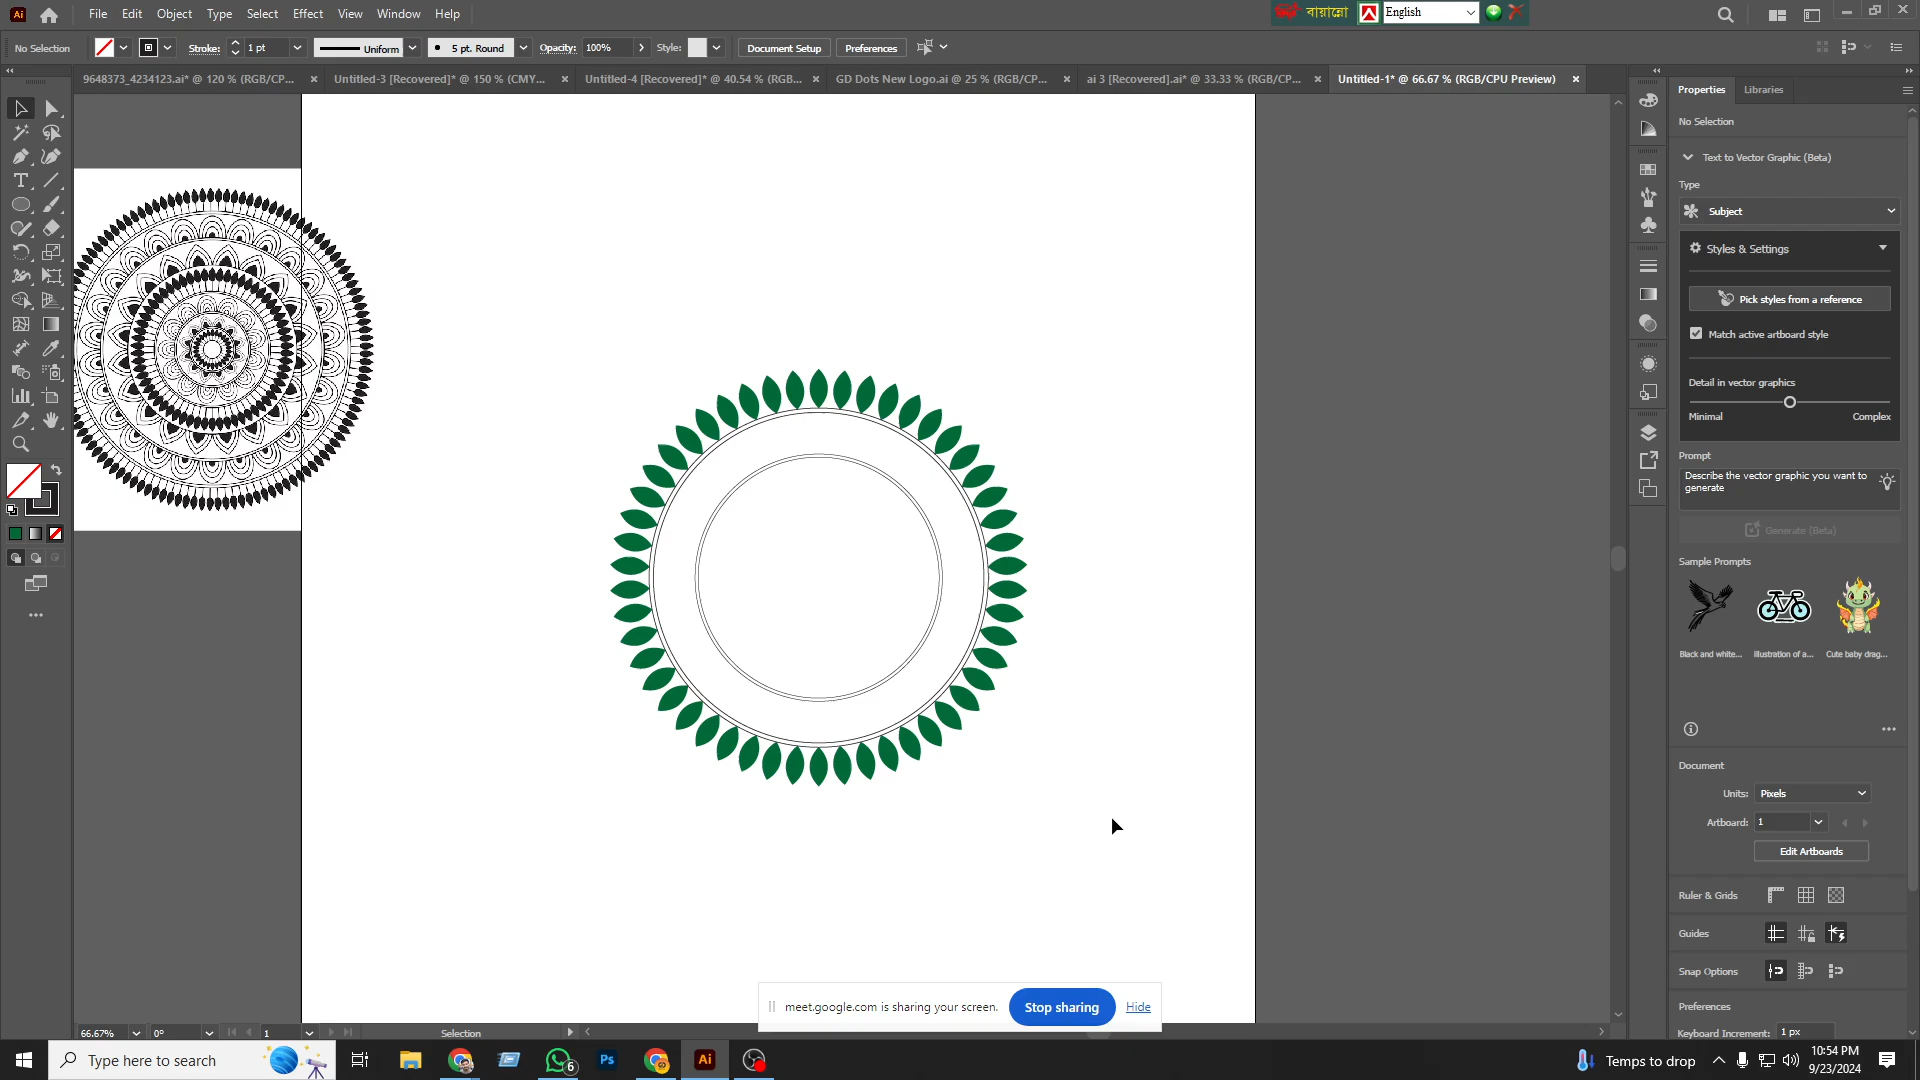 Ai File Edit Object Type Select Effect View Window Help বায়ান্নো English
No Selection Stroke: 1 pt Uniform 5 pt. Round Opacity: 100% Style: Document Setup Preferences
9648373_4234123.ai* @ 120 % (RGB/CP... Untitled-3 [Recovered]* @ 150 % (CMY... Untitled-4 [Recovered]* @ 40.54 % (RGB... GD Dots New Logo.ai @ 25 % (RGB/CP... ai 3 [Recovered].ai* @ 33.33 % (RGB/CP... Untitled-1* @ 66.67 % (RGB/CPU Preview)
Properties Libraries
No Selection
Text to Vector Graphic (Beta)
Type
Subject
Styles & Settings
Pick styles from a reference
Match active artboard style
Detail in vector graphics
Minimal Complex
Prompt
Describe the vector graphic you want to
generate
Generate (Beta)
Sample Prompts
Black and white... Illustration of a... Cute baby drag...
Document
Units: Pixels
Artboard: 1
Edit Artboards
Ruler & Grids
Guides
Snap Options
Preferences
Keyboard Increment: 1 px
meet.google.com is sharing your screen. Stop sharing Hide
66.67% 0° 1 Selection
Type here to search 6 Ps Ai Temps to drop 10:54 PM
9/23/2024